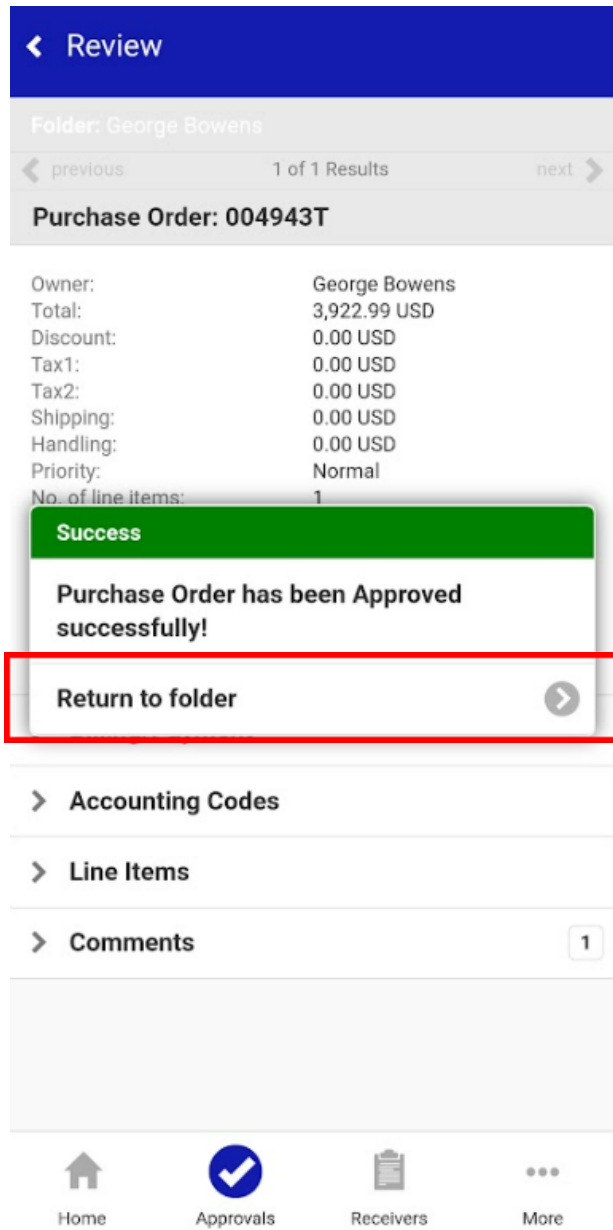 Review
Folder: George Bowens
previous 1 of 1 Results next
Purchase Order: 004943T
Owner: George Bowens
Total: 3,922.99 USD
Discount: 0.00 USD
Tax1: 0.00 USD
Tax2: 0.00 USD
Shipping: 0.00 USD
Handling: 0.00 USD
Priority: Normal
No. of line items: 1
Success
Purchase Order has been Approved
successfully!
Return to folder
Accounting Codes
Line Items
Comments 1
Home Approvals Receivers More